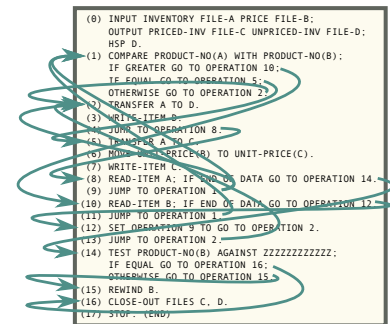 (0) INPUT INVENTORY FILE-A PRICE FILE-B;
OUTPUT PRICED-INV FILE-C UNPRICED-INV FILE-D;
HSP D.
(1) COMPARE PRODUCT-NO(A) WITH PRODUCT-NO(B);
IF GREATER GO TO OPERATION 10;
IF EQUAL GO TO OPERATION 5;
OTHERWISE GO TO OPERATION 2.
(2) TRANSFER A TO D.
(3) WRITE-ITEM D.
(4) JUMP TO OPERATION 8.
(5) TRANSFER A TO C.
(6) MOVE UNIT-PRICE(B) TO UNIT-PRICE(C).
(7) WRITE-ITEM C.
(8) READ-ITEM A; IF END OF DATA GO TO OPERATION 14.
(9) JUMP TO OPERATION 1.
(10) READ-ITEM B; IF END OF DATA GO TO OPERATION 12.
(11) JUMP TO OPERATION 1.
(12) SET OPERATION 9 TO GO TO OPERATION 2.
(13) JUMP TO OPERATION 2.
(14) TEST PRODUCT-NO(B) AGAINST ZZZZZZZZZZZZ;
IF EQUAL GO TO OPERATION 16;
OTHERWISE GO TO OPERATION 15.
(15) REWIND B.
(16) CLOSE-OUT FILES C, D.
(17) STOP. (END)